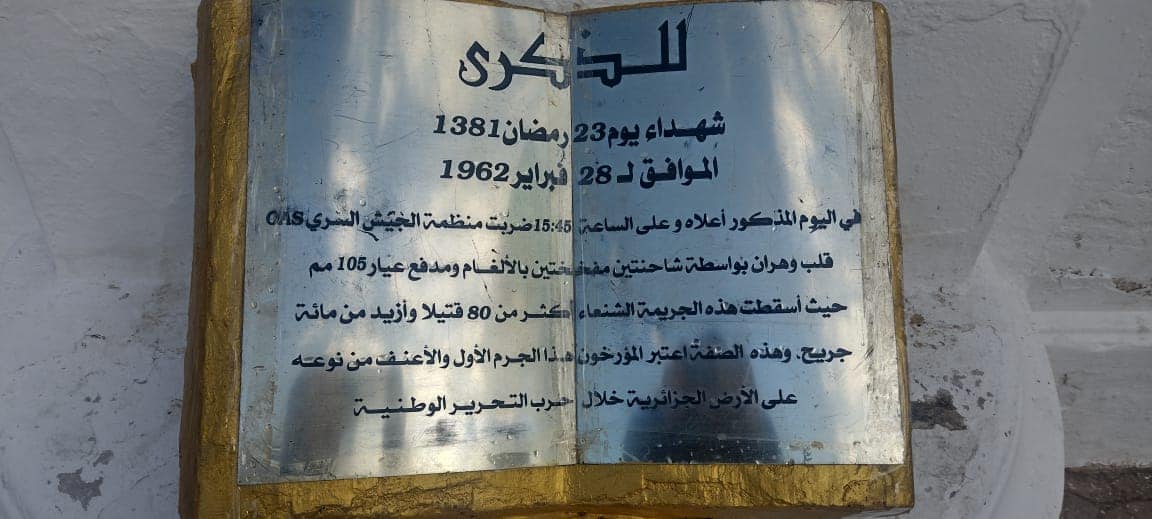 للذكرى
شهداء يوم 23 رمضان 1381
الموافق لـ 28 فبراير 1962
في اليوم المذكور أعلاه وعلى الساعة 15:45 ضربت منظمة الجيش السري OAS
قلب وهران بواسطة شاحنتين مفخختين بالألغام ومدفع عيار 105 مم
حيث أسقطت هذه الجريمة الشنعاء أكثر من 80 قتيلا وأزيد من مائة
جريح، وهذه الصفة اعتبر المؤرخون هذا الجرم الأول والأعنف من نوعه
على الأرض الجزائرية خلال حرب التحرير الوطنية